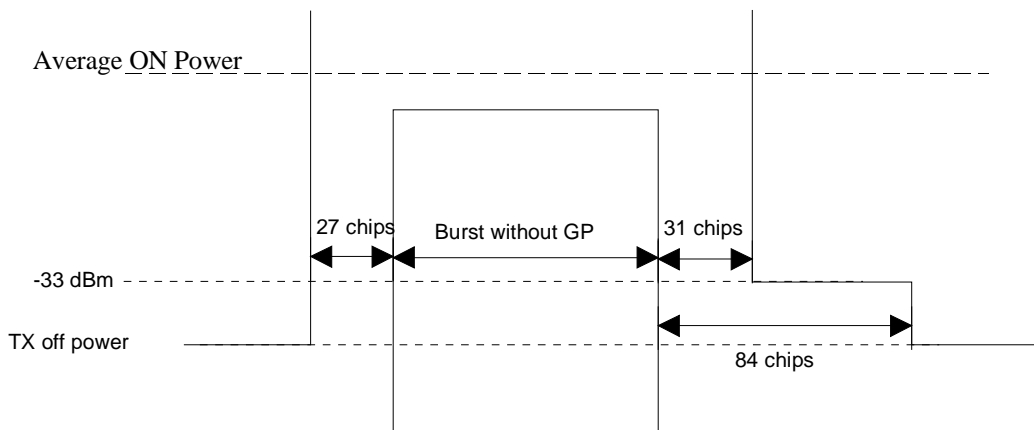 Average ON Power
27 chips
Burst without GP
31 chips
-33 dBm
TX off power
84 chips